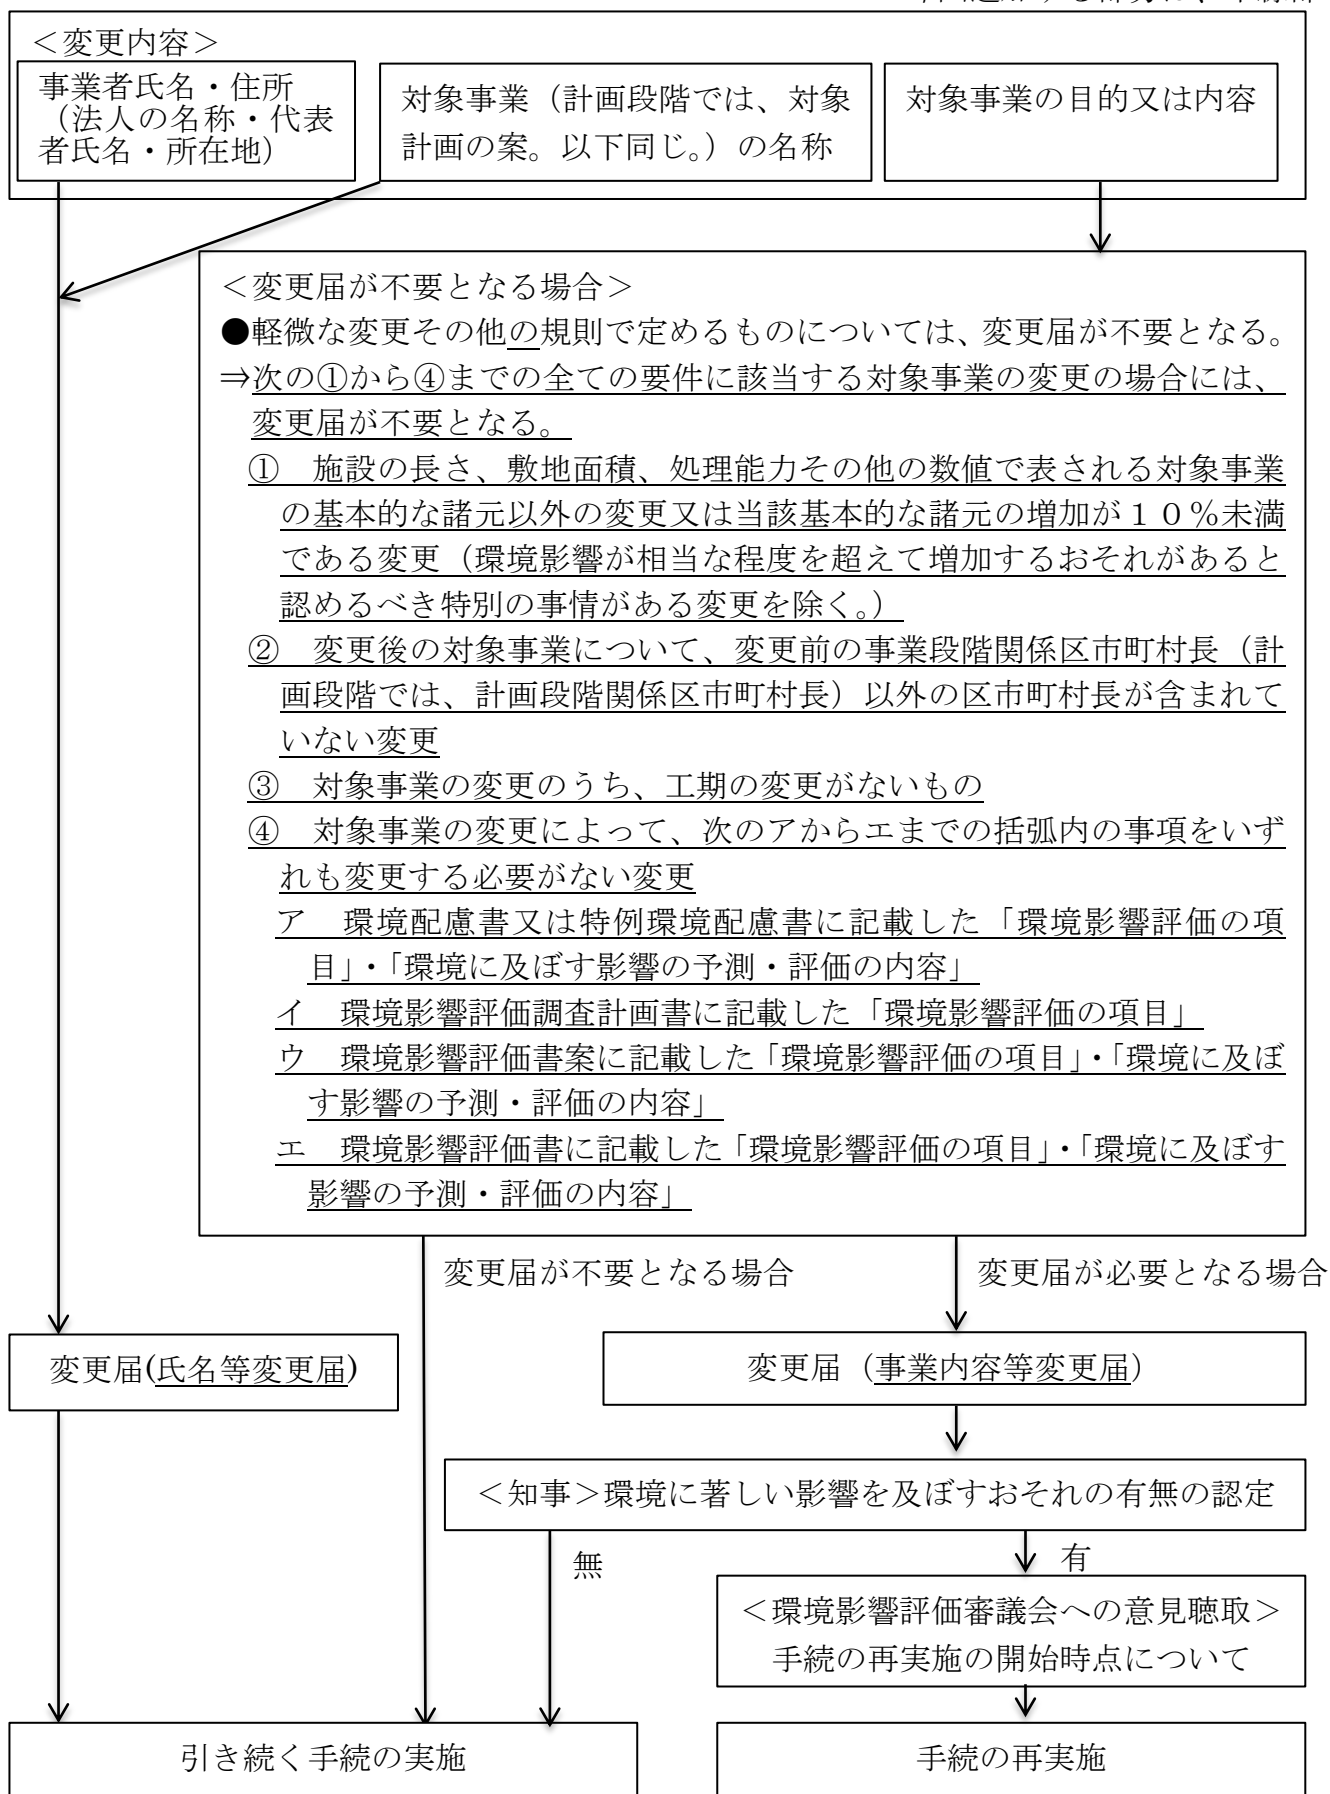 ＜変更内容＞
事業者氏名・住所
（法人の名称・代表
者氏名・所在地）
対象事業（計画段階では、対象
計画の案。以下同じ。）の名称
対象事業の目的又は内容
＜変更届が不要となる場合＞
●軽微な変更その他の規則で定めるものについては、変更届が不要となる。
⇒次の①から④までの全ての要件に該当する対象事業の変更の場合には、
変更届が不要となる。
①　施設の長さ、敷地面積、処理能力その他の数値で表される対象事業
の基本的な諸元以外の変更又は当該基本的な諸元の増加が１０％未満
である変更（環境影響が相当な程度を超えて増加するおそれがあると
認めるべき特別の事情がある変更を除く。）
②　変更後の対象事業について、変更前の事業段階関係区市町村長（計
画段階では、計画段階関係区市町村長）以外の区市町村長が含まれて
いない変更
③　対象事業の変更のうち、工期の変更がないもの
④　対象事業の変更によって、次のアからエまでの括弧内の事項をいず
れも変更する必要がない変更
ア　環境配慮書又は特例環境配慮書に記載した「環境影響評価の項
目」・「環境に及ぼす影響の予測・評価の内容」
イ　環境影響評価調査計画書に記載した「環境影響評価の項目」
ウ　環境影響評価書案に記載した「環境影響評価の項目」・「環境に及ぼ
す影響の予測・評価の内容」
エ　環境影響評価書に記載した「環境影響評価の項目」・「環境に及ぼす
影響の予測・評価の内容」
変更届が不要となる場合
変更届が必要となる場合
変更届(氏名等変更届)
変更届（事業内容等変更届）
＜知事＞環境に著しい影響を及ぼすおそれの有無の認定
無
有
＜環境影響評価審議会への意見聴取＞
手続の再実施の開始時点について
引き続く手続の実施
手続の再実施